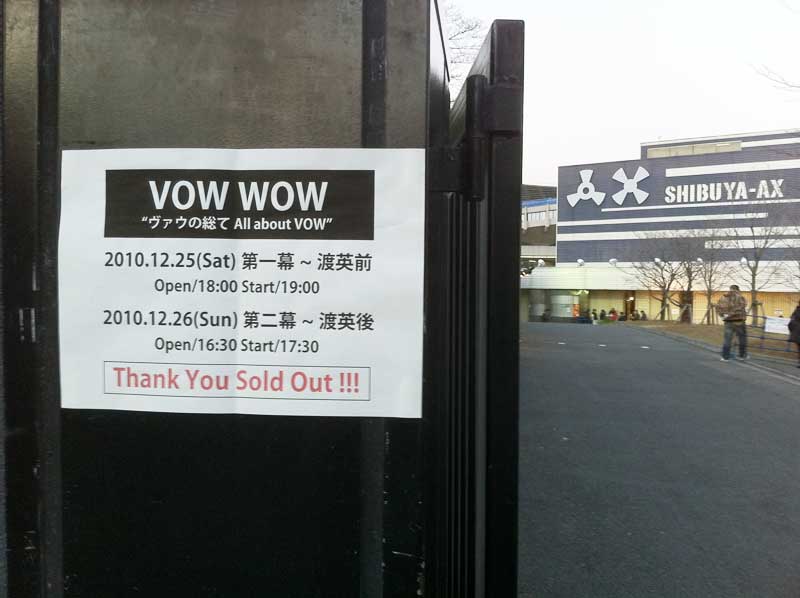 VOW WOW
“ヴァウの総て All about VOW”
2010.12.25(Sat) 第一幕 ~ 渡英前
Open/18:00 Start/19:00
2010.12.26(Sun) 第二幕 ~ 渡英後
Open/16:30 Start/17:30
Thank You Sold Out !!!
SHIBUYA-AX